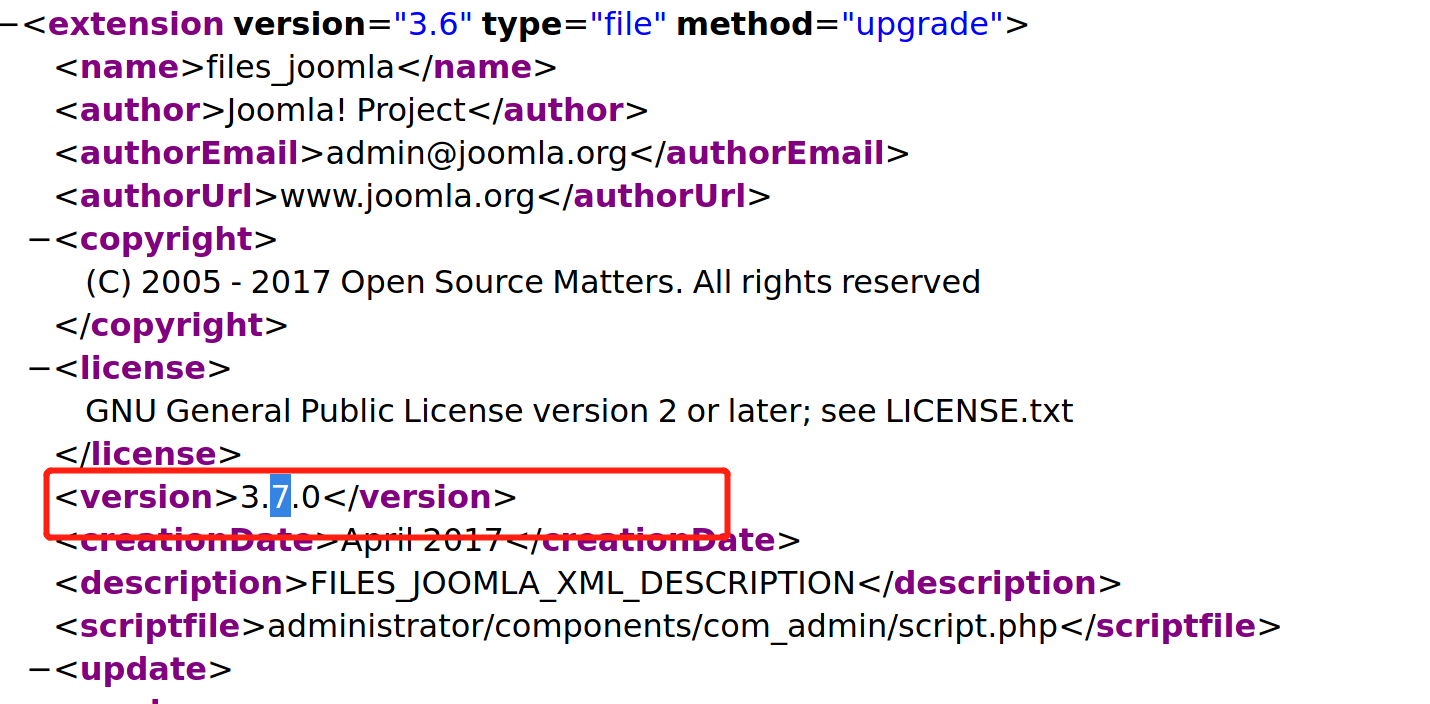 −<extension version="3.6" type="file" method="upgrade">
<name>files_joomla</name>
<author>Joomla! Project</author>
<authorEmail>admin@joomla.org</authorEmail>
<authorUrl>www.joomla.org</authorUrl>
−<copyright>
(C) 2005 - 2017 Open Source Matters. All rights reserved
</copyright>
−<license>
GNU General Public License version 2 or later; see LICENSE.txt
</license>
<version>3.7.0</version>
<creationDate>April 2017</creationDate>
<description>FILES_JOOMLA_XML_DESCRIPTION</description>
<scriptfile>administrator/components/com_admin/script.php</scriptfile>
−<update>